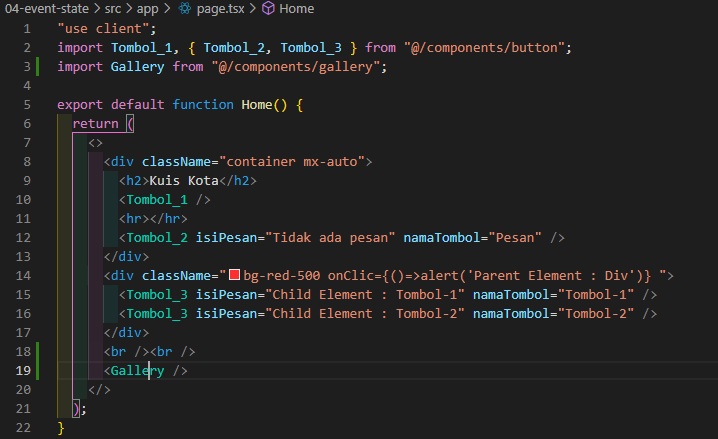 04-event-state > src > app > page.tsx > Home
1 "use client";
2 import Tombol_1, { Tombol_2, Tombol_3 } from "@/components/button";
3 import Gallery from "@/components/gallery";
4
5 export default function Home() {
6 return (
7 <>
8 <div className="container mx-auto">
9 <h2>Kuis Kota</h2>
10 <Tombol_1 />
11 <hr></hr>
12 <Tombol_2 isiPesan="Tidak ada pesan" namaTombol="Pesan" />
13 </div>
14 <div className="bg-red-500 onClic={()=>alert('Parent Element : Div')} ">
15 <Tombol_3 isiPesan="Child Element : Tombol-1" namaTombol="Tombol-1" />
16 <Tombol_3 isiPesan="Child Element : Tombol-2" namaTombol="Tombol-2" />
17 </div>
18 <br /><br />
19 <Gallery />
20 </>
21 );
22 }